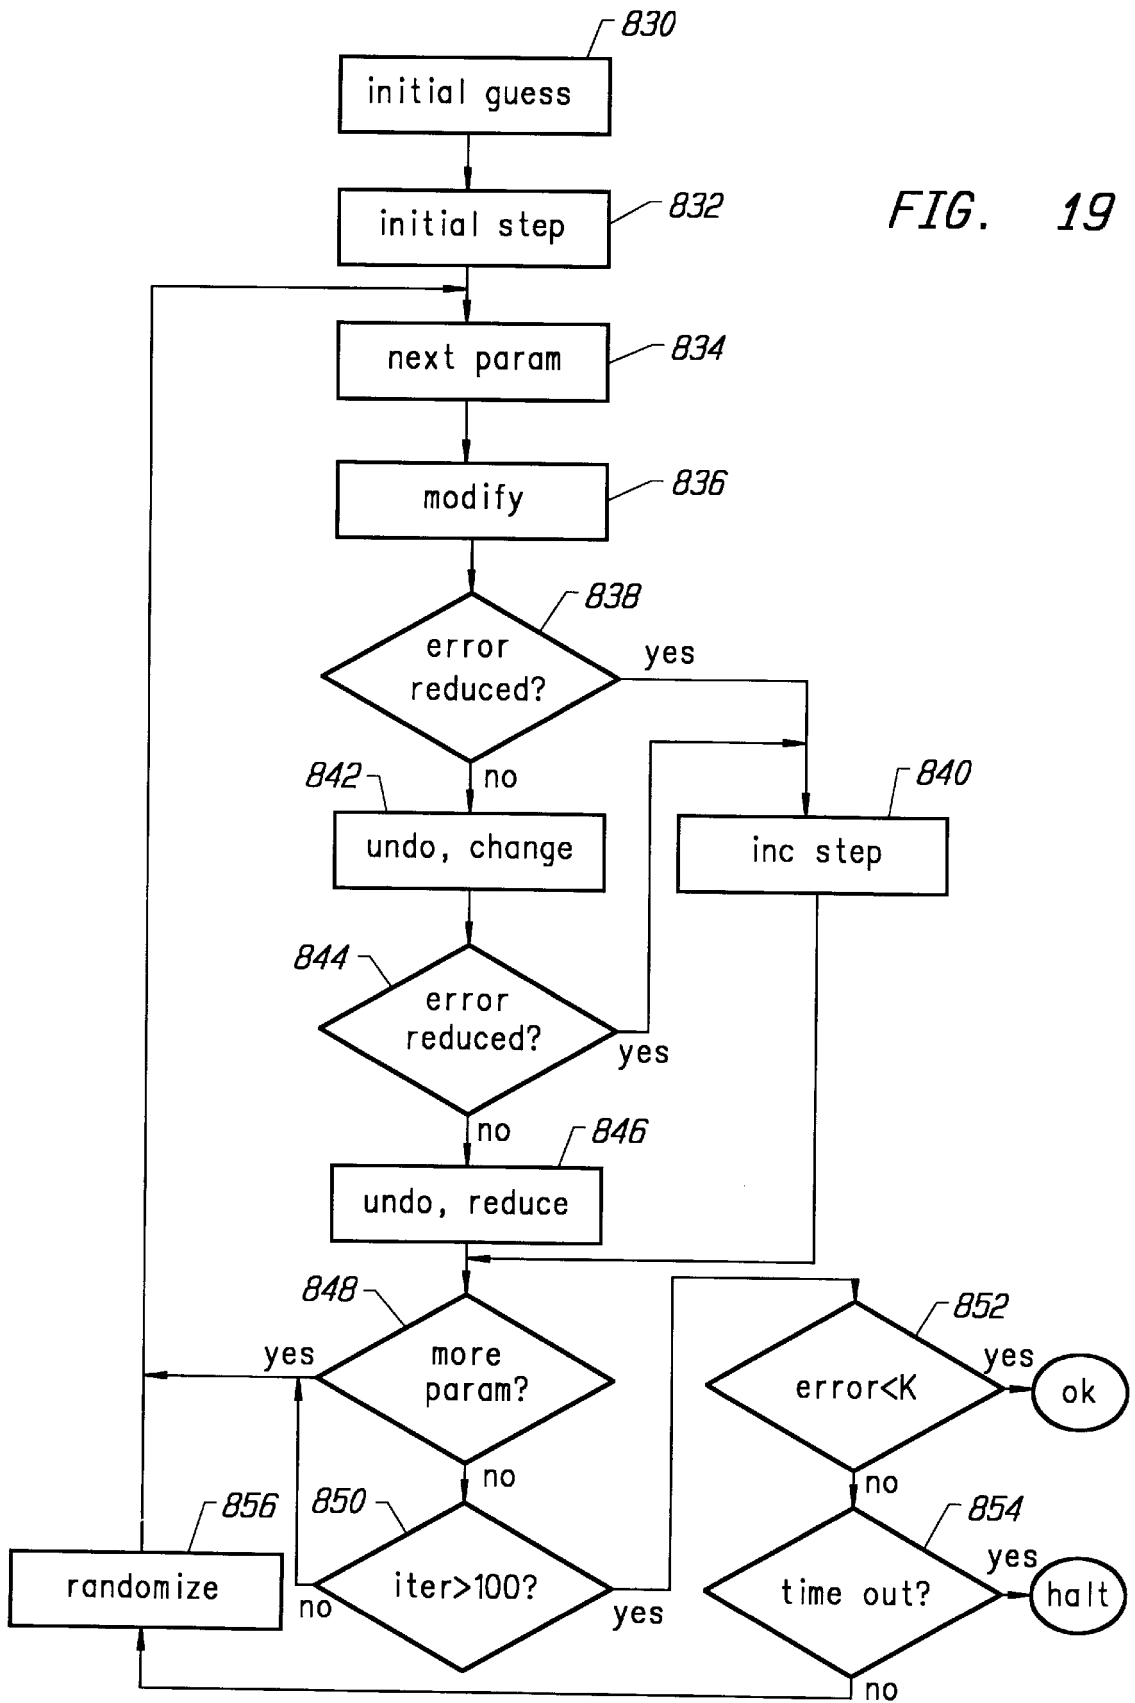 830
initial guess
832
initial step
FIG. 19
834
next param
836
modify
838
error
reduced?
yes
no
842
undo, change
840
inc step
844
error
reduced?
yes
no
846
undo, reduce
848
more
param?
yes
no
852
error<K
yes
ok
no
850
iter>100?
no
yes
854
time out?
yes
halt
no
856
randomize